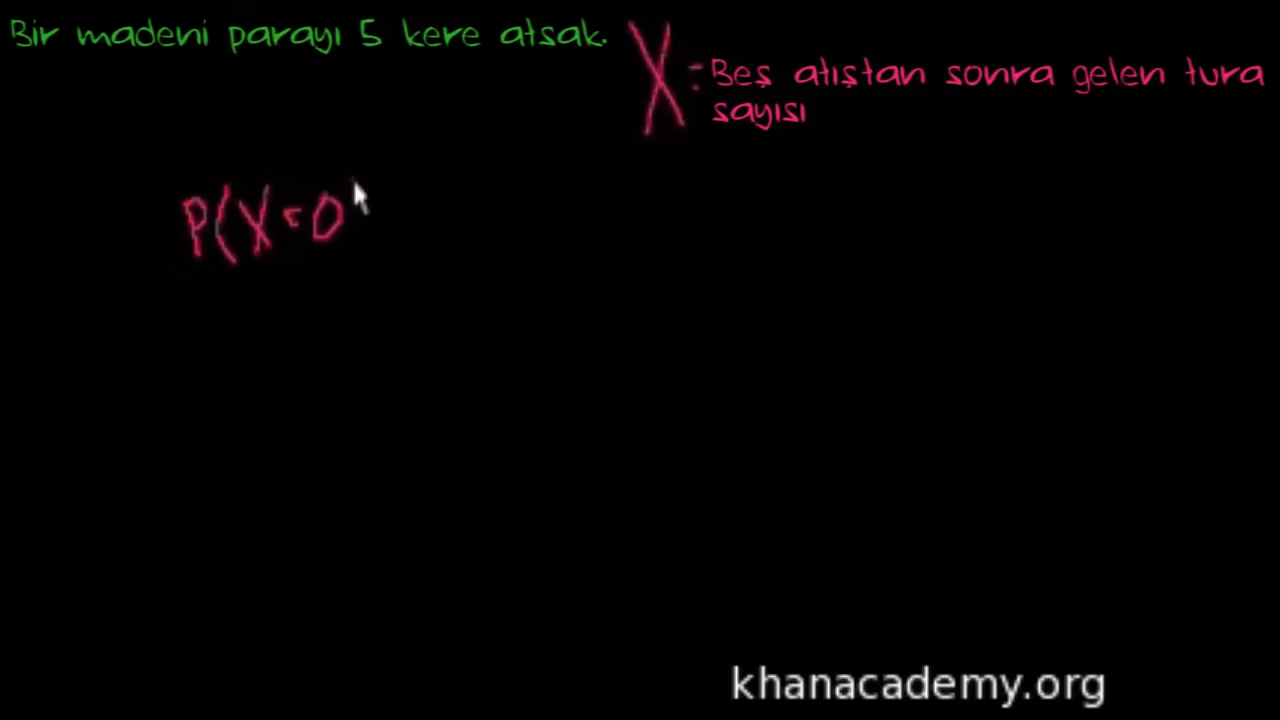 Bir madeni parayı 5 kere atsak.
X = Beş atıştan sonra gelen tura
sayısı
P(X=0
khanacademy.org